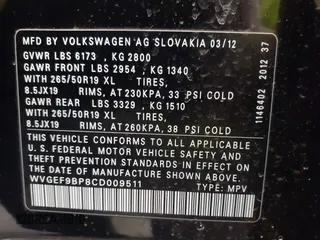 MFD BY VOLKSWAGEN AG SLOVAKIA 03/12
GVWR LBS 6173 , KG 2800
GAWR FRONT LBS 2954 , KG 1340
WITH 265/50R19 XL TIRES,
8.5JX19 RIMS, AT 230KPA, 33 PSI COLD
GAWR REAR LBS 3329 , KG 1510
WITH 265/50R19 XL TIRES,
8.5JX19 RIMS, AT 260KPA, 38 PSI COLD
THIS VEHICLE CONFORMS TO ALL APPLICABLE
U.S. FEDERAL MOTOR VEHICLE SAFETY
STANDARDS IN EFFECT ON THE DATE OF
MANUFACTURE SHOWN ABOVE.
WVGEF9BP8CD009511 TYPE: MPV
1146402 2012 37